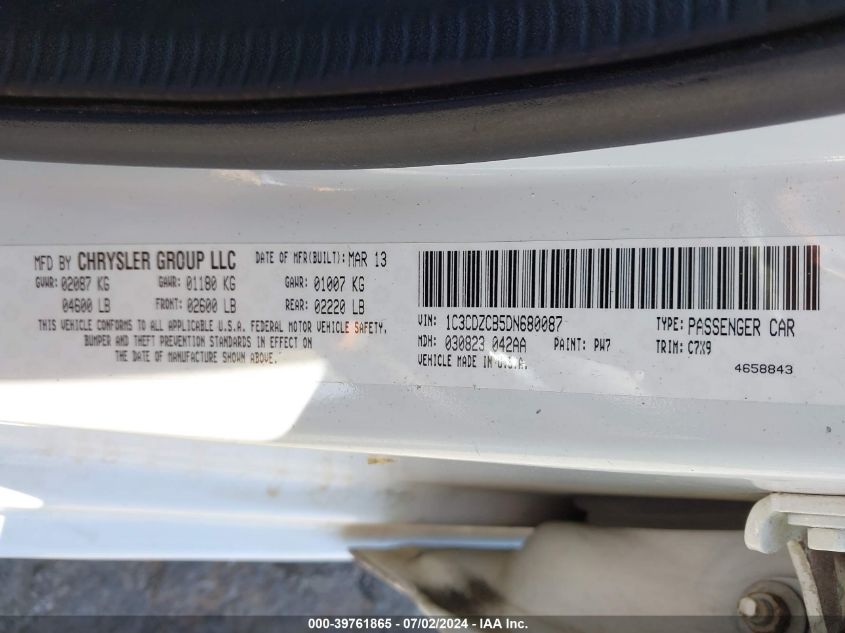 MFD BY CHRYSLER GROUP LLC DATE OF MFR(BUILT): MAR 13
GVWR: 02087 KG GAWR: 01180 KG GAWR: 01007 KG
04600 LB FRONT: 02600 LB REAR: 02220 LB
THIS VEHICLE CONFORMS TO ALL APPLICABLE U.S.A. FEDERAL MOTOR VEHICLE SAFETY,
BUMPER AND THEFT PREVENTION STANDARDS IN EFFECT ON
THE DATE OF MANUFACTURE SHOWN ABOVE.
VIN: 1C3CDZCB5DN680087 TYPE: PASSENGER CAR
MDH: 030823 042AA PAINT: PW7 TRIM: C7X9
VEHICLE MADE IN U.S.A.
4658843
000-39761865 - 07/02/2024 - IAA Inc.